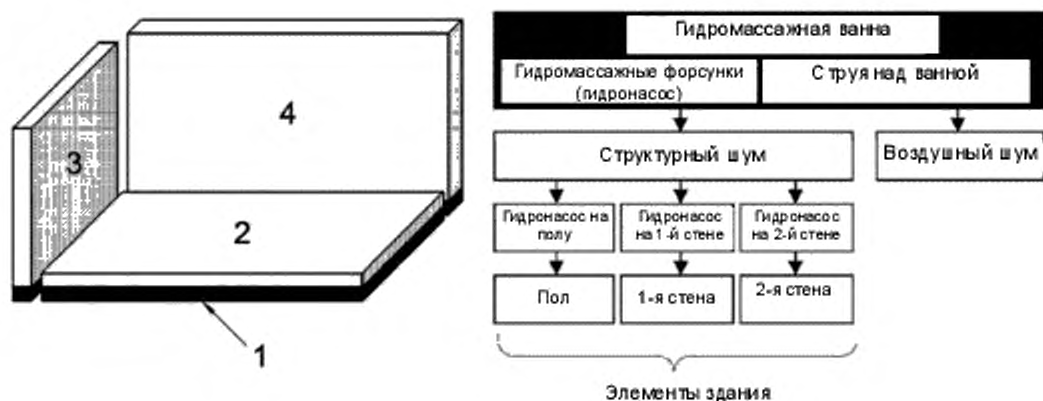 4
3
2
1
Гидромассажная ванна
Гидромассажные форсунки
(гидронасос)
Струя над ванной
Структурный шум
Воздушный шум
Гидронасос на
полу
Гидронасос
на 1-й стене
Гидронасос
на 2-й стене
Пол
1-я стена
2-я стена
Элементы здания